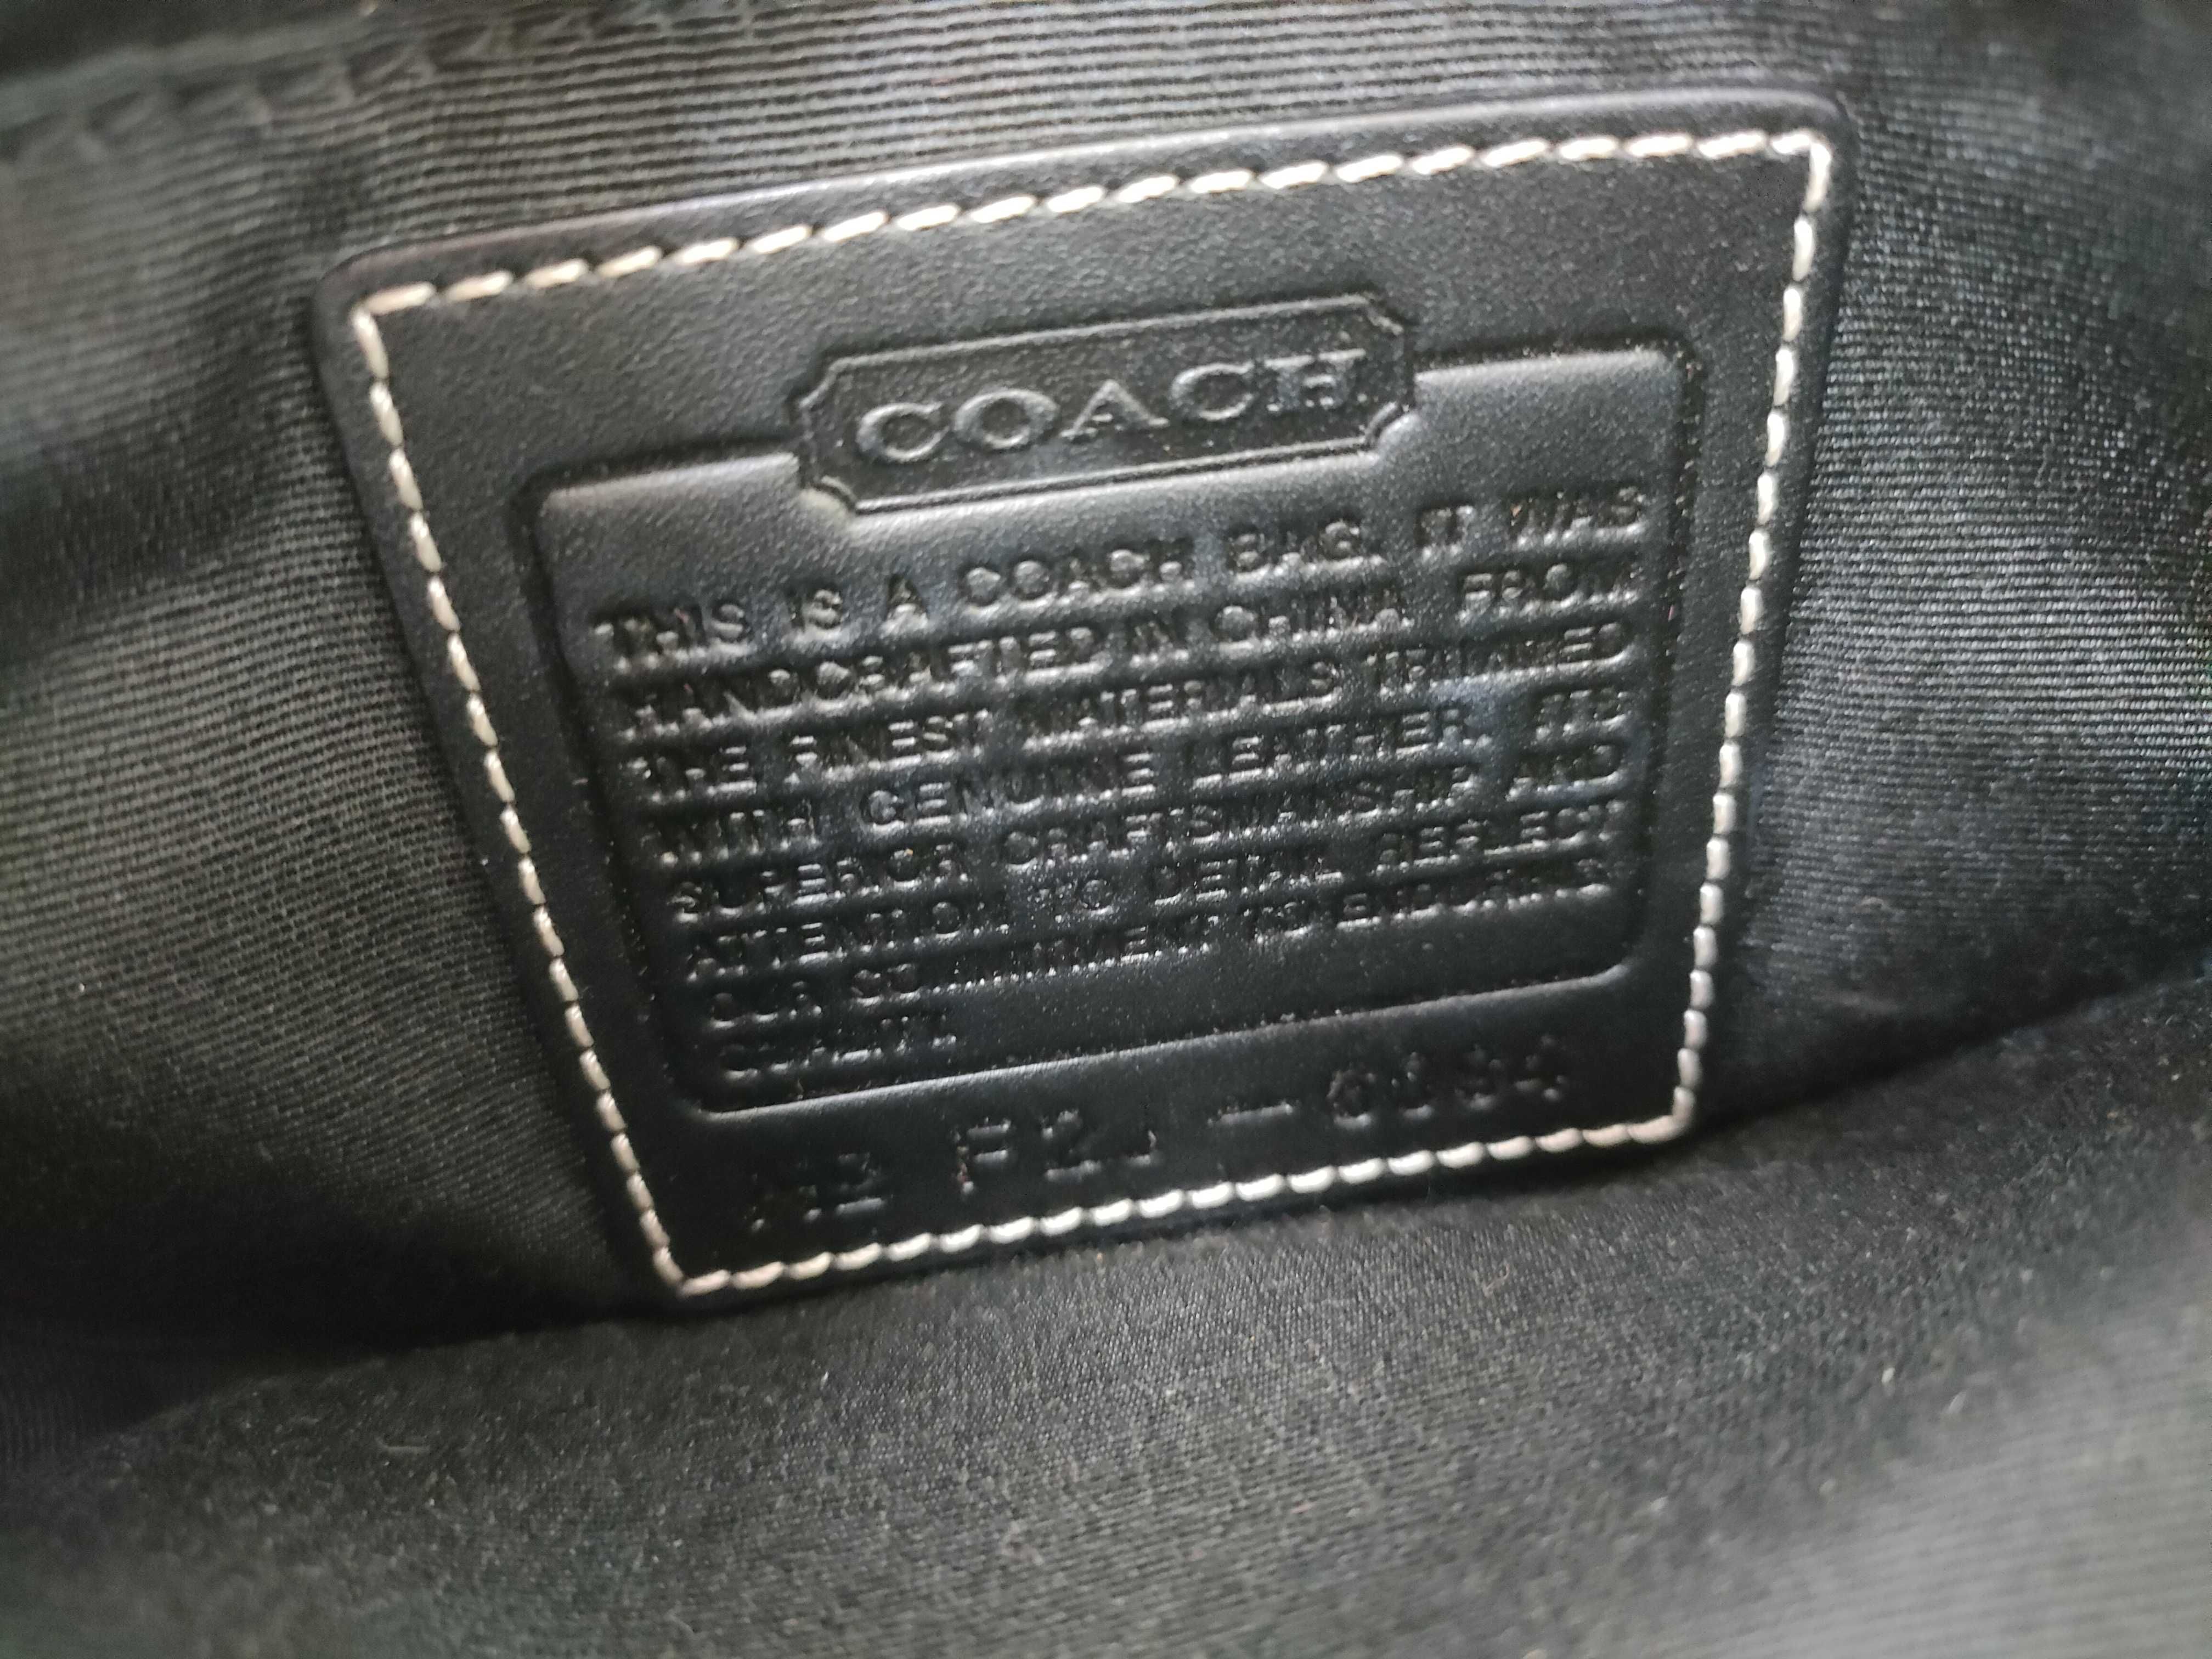 COACH
THIS IS A COACH BAG. IT WAS
HANDCRAFTED IN CHINA FROM
THE FINEST MATERIALS TRIMMED
WITH GENUINE LEATHER. ITS
SUPERIOR CRAFTSMANSHIP AND
ATTENTION TO DETAIL REFLECT
OUR COMMITMENT TO ENDURING
QUALITY.